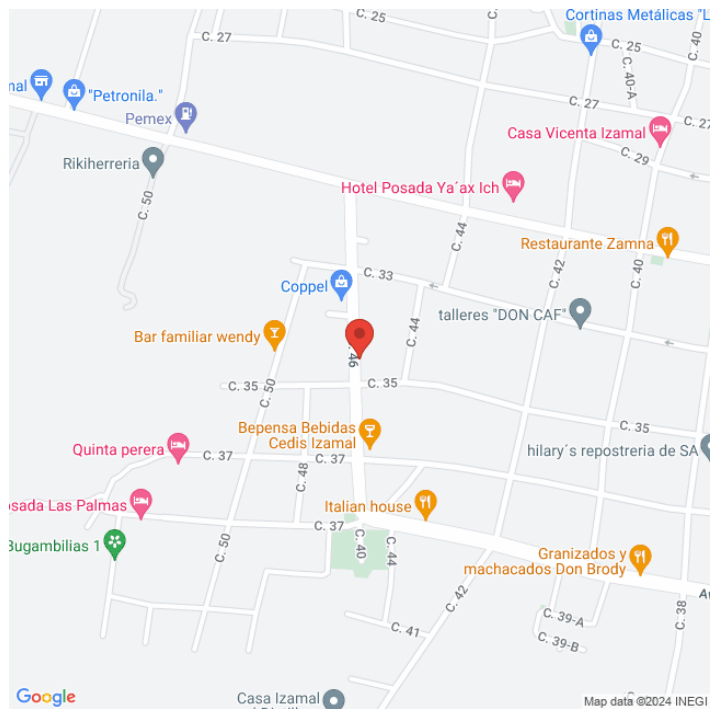 C. 25
Cortinas Metálicas "L
C. 27
C. 25
C. 40
C. 40-A
nal
"Petronila."
C. 27
C. 27
Pemex
Casa Vicenta Izamal
Rikiherreria
C. 29
C. 50
Hotel Posada Ya´ax Ich
C. 44
Restaurante Zamna
C. 42
C. 40
C. 33
Coppel
C. 44
talleres "DON CAF"
Bar familiar wendy
C. 46
C. 50
C. 35
C. 35
C. 35
Bepensa Bebidas
Cedis Izamal
Quinta perera
C. 37
C. 48
C. 37
hilary´s repostreria de SA
osada Las Palmas
C. 37
Italian house
Bugambilias 1
C. 50
C. 40
C. 44
Granizados y
machacados Don Brody
C. 42
A
C. 38
C. 41
C. 39-A
C. 39-B
Casa Izamal
Google
Map data ©2024 INEGI